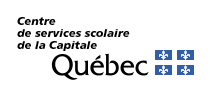 Centre
de services scolaire
de la Capitale
Québec